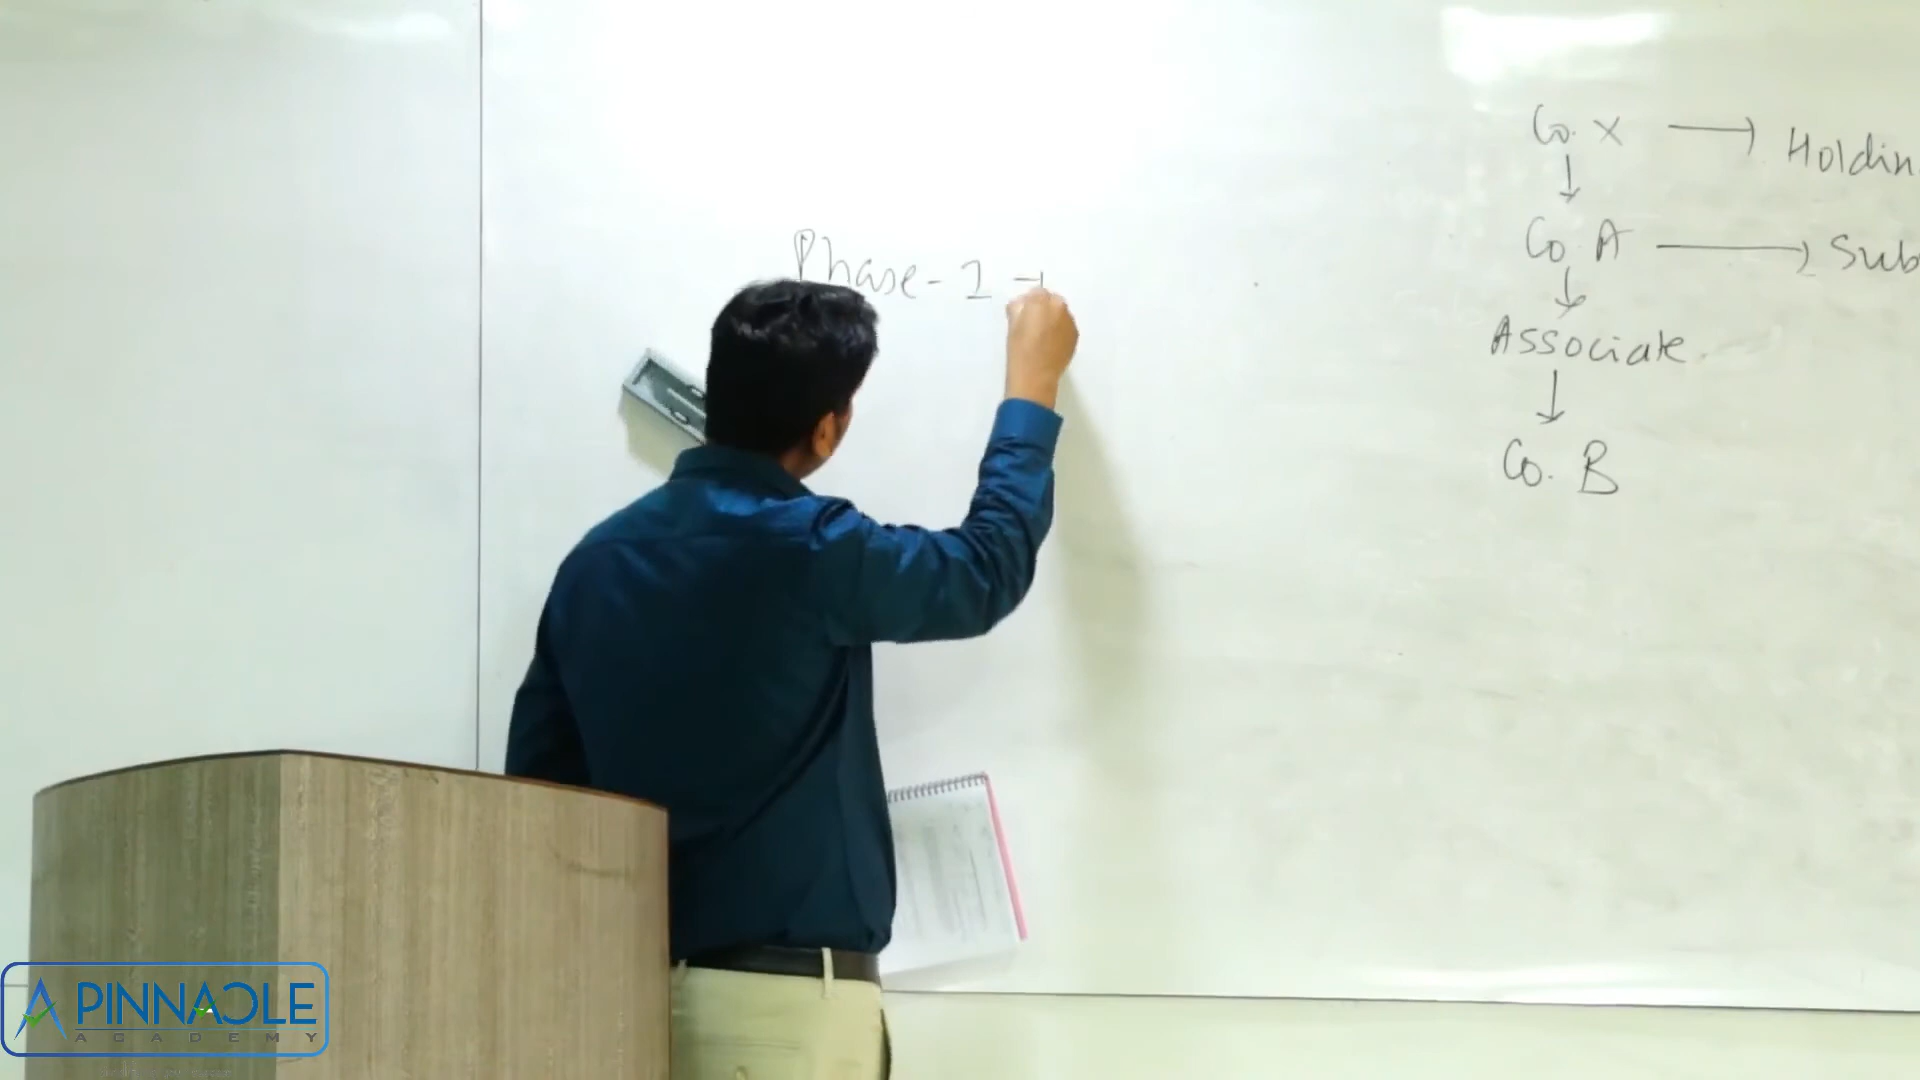 Phase-1 →
Co. X → Holdin
↓
Co. A → Sub
↓
Associate.
↓
Co. B
PINNACLE
ACADEMY